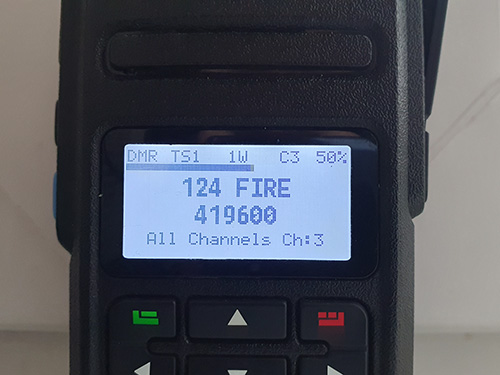 DMR TS1 1W C3 50%
124 FIRE
419600
All Channels Ch:3